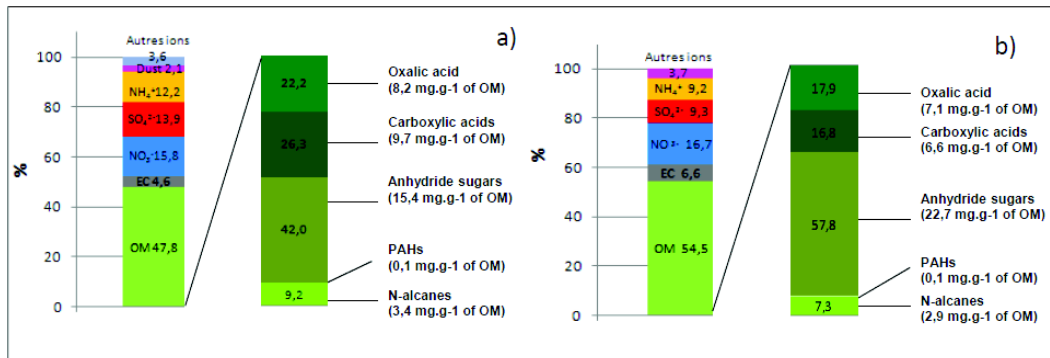 a)
Autres ions
3,6
Dust 2,1
NH₄⁺12,2
SO₄²⁻13,9
NO₃⁻15,8
EC 4,6
OM 47,8
%
100
80
60
40
20
0
22,2
26,3
42,0
9,2
Oxalic acid
(8,2 mg.g-1 of OM)
Carboxylic acids
(9,7 mg.g-1 of OM)
Anhydride sugars
(15,4 mg.g-1 of OM)
PAHs
(0,1 mg.g-1 of OM)
N-alcanes
(3,4 mg.g-1 of OM)
b)
Autres ions
3,7
NH₄⁺ 9,2
SO₄²⁻ 9,3
NO ³⁻ 16,7
EC 6,6
OM 54,5
%
100
80
60
40
20
0
17,9
16,8
57,8
7,3
Oxalic acid
(7,1 mg.g-1 of OM)
Carboxylic acids
(6,6 mg.g-1 of OM)
Anhydride sugars
(22,7 mg.g-1 of OM)
PAHs
(0,1 mg.g-1 of OM)
N-alcanes
(2,9 mg.g-1 of OM)